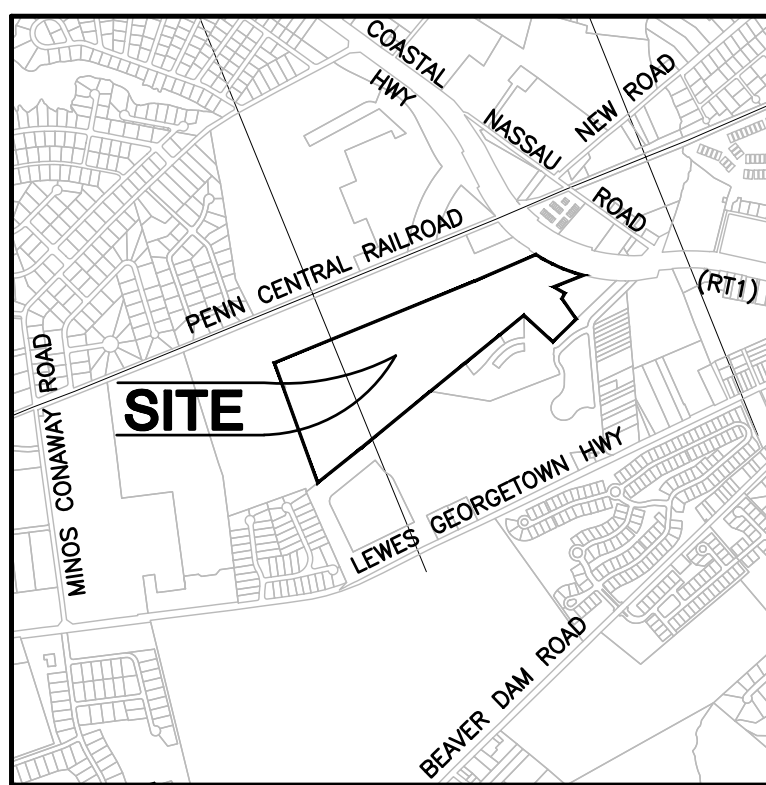 COASTAL
HWY
NASSAU
ROAD
NEW ROAD
PENN CENTRAL RAILROAD
(RT1)
MINOS CONAWAY ROAD
SITE
LEWES GEORGETOWN HWY
BEAVER DAM ROAD